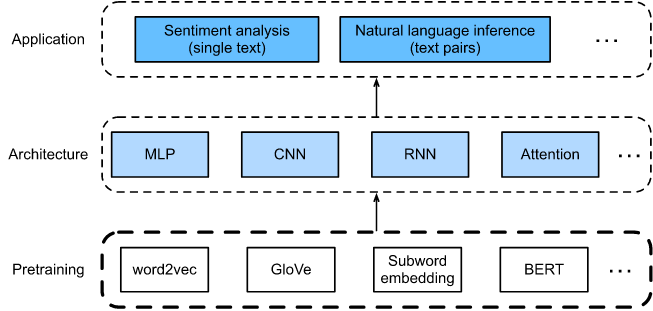 Application
Sentiment analysis
(single text)
Natural language inference
(text pairs)
...
Architecture
MLP
CNN
RNN
Attention
...
Pretraining
word2vec
GloVe
Subword
embedding
BERT
...